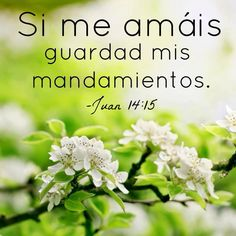 Si me amáis
guardad mis
mandamientos.
-Juan 14:15